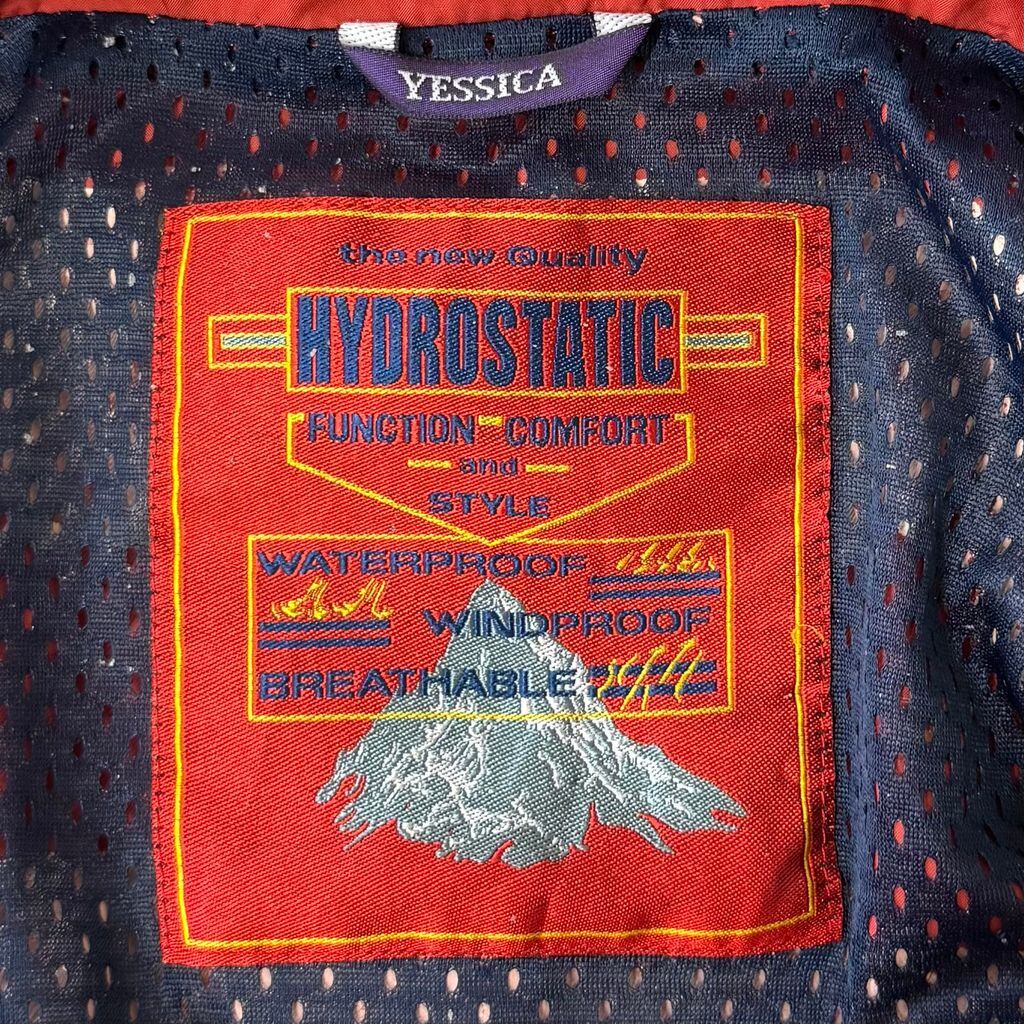 YESSICA
the new Quality
HYDROSTATIC
FUNCTION - COMFORT
and
STYLE
WATERPROOF
WINDPROOF
BREATHABLE